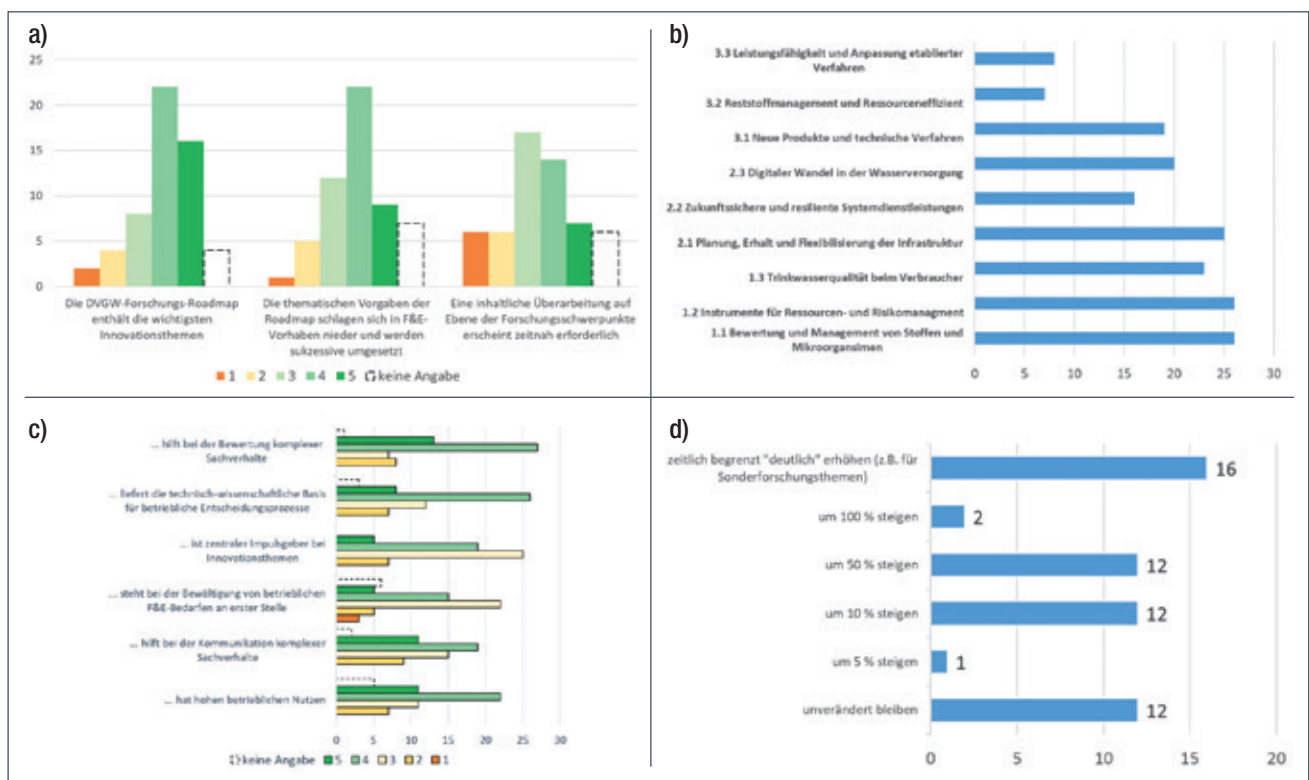 a)
25
20
15
10
5
0
Die DVGW-Forschungs-Roadmap
enthält die wichtigsten
Innovationsthemen
Die thematischen Vorgaben der
Roadmap schlagen sich in F&E-
Vorhaben nieder und werden
sukzessive umgesetzt
Eine inhaltliche Überarbeitung auf
Ebene der Forschungsschwerpunkte
erscheint zeitnah erforderlich
1 2 3 4 5 keine Angabe
b)
3.3 Leistungsfähigkeit und Anpassung etablierter
Verfahren
3.2 Reststoffmanagement und Ressourceneffizient
3.1 Neue Produkte und technische Verfahren
2.3 Digitaler Wandel in der Wasserversorgung
2.2 Zukunftssichere und resiliente Systemdienstleistungen
2.1 Planung, Erhalt und Flexibilisierung der Infrastruktur
1.3 Trinkwasserqualität beim Verbraucher
1.2 Instrumente für Ressourcen- und Risikomanagment
1.1 Bewertung und Management von Stoffen und
Mikroorgansimen
0 5 10 15 20 25 30
c)
... hilft bei der Bewertung komplexer
Sachverhalte
... liefert die technisch-wissenschaftliche Basis
für betriebliche Entscheidungsprozesse
... ist zentraler Impulsgeber bei
Innovationsthemen
... steht bei der Bewältigung von betrieblichen
F&E-Bedarfen an erster Stelle
... hilft bei der Kommunikation komplexer
Sachverhalte
... hat hohen betrieblichen Nutzen
0 5 10 15 20 25 30
keine Angabe 5 4 3 2 1
d)
zeitlich begrenzt "deutlich" erhöhen (z.B. für
Sonderforschungsthemen)
16
um 100 % steigen
2
um 50 % steigen
12
um 10 % steigen
12
um 5 % steigen
1
unverändert bleiben
12
0 5 10 15 20